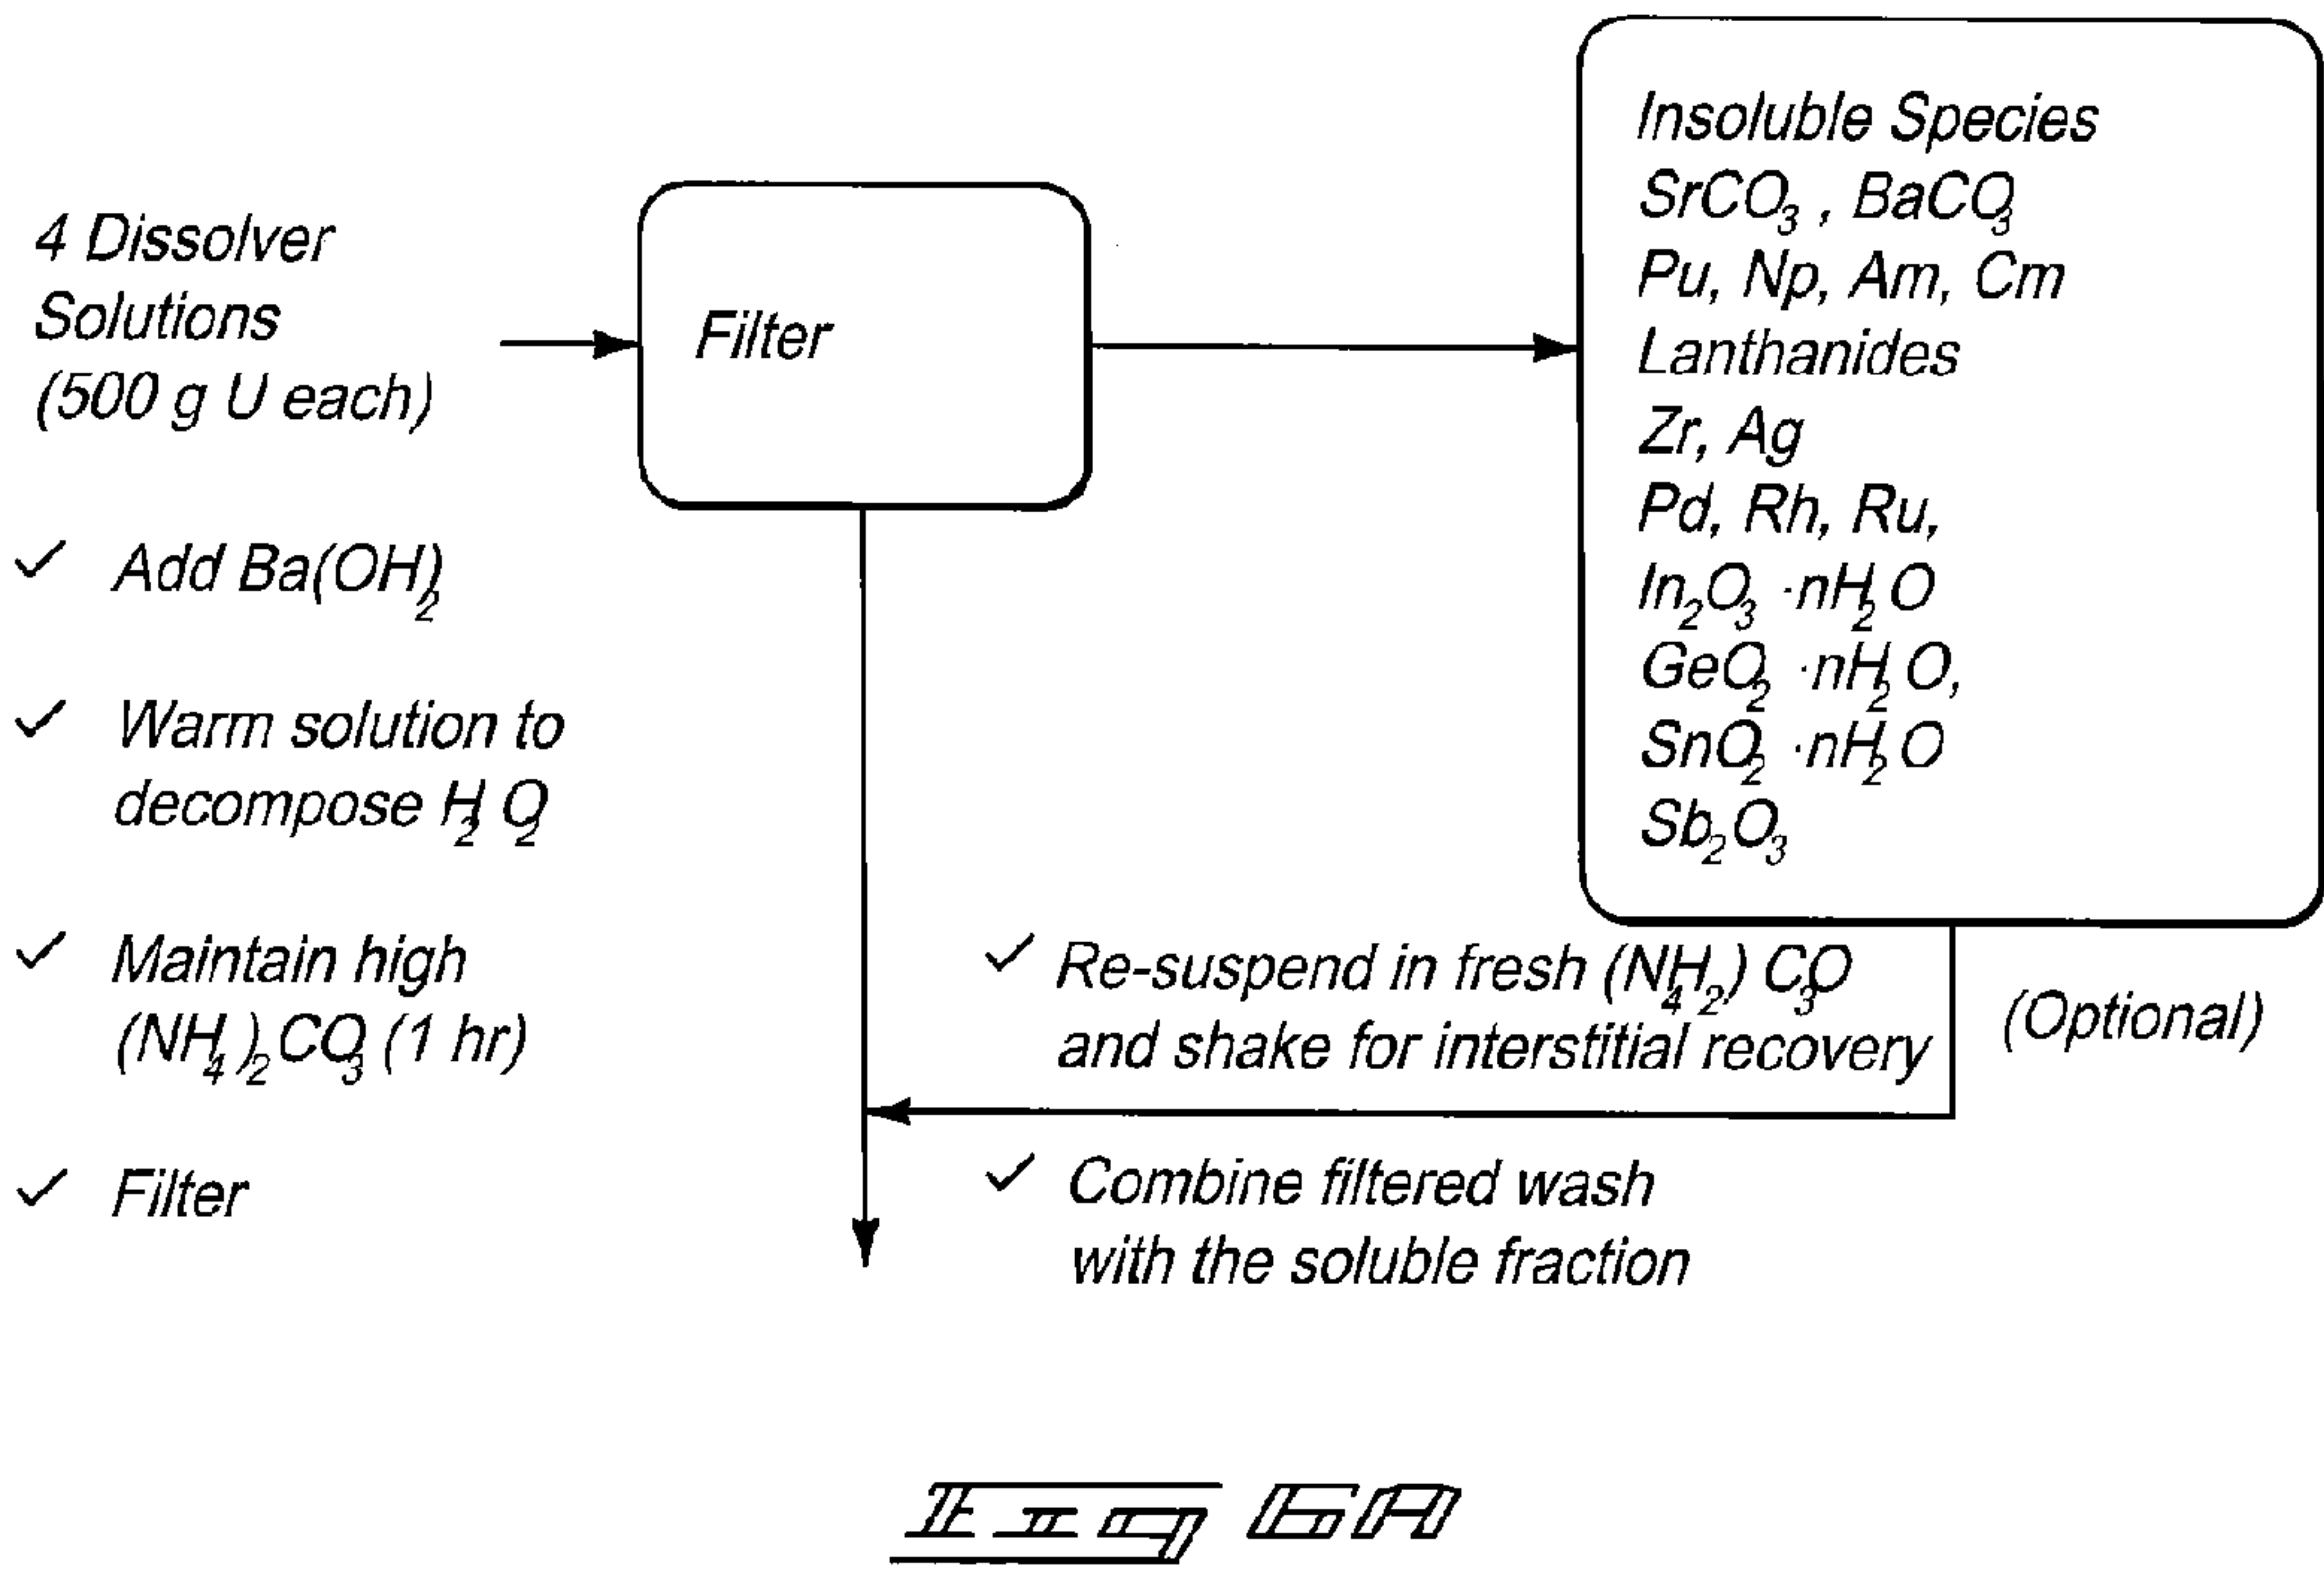 4 Dissolver
Solutions
(500 g U each)
✓ Add Ba(OH)₂
✓ Warm solution to
decompose H₂O₂
✓ Maintain high
(NH₄)₂CO₃ (1 hr)
✓ Filter
Filter
Insoluble Species
SrCO₃, BaCO₃
Pu, Np, Am, Cm
Lanthanides
Zr, Ag
Pd, Rh, Ru,
In₂O₃ ·nH₂O
GeO₂ ·nH₂O,
SnO₂ ·nH₂O
Sb₂O₃
✓ Re-suspend in fresh (NH₄)₂CO₃
and shake for interstitial recovery
(Optional)
✓ Combine filtered wash
with the soluble fraction
Fig 6A